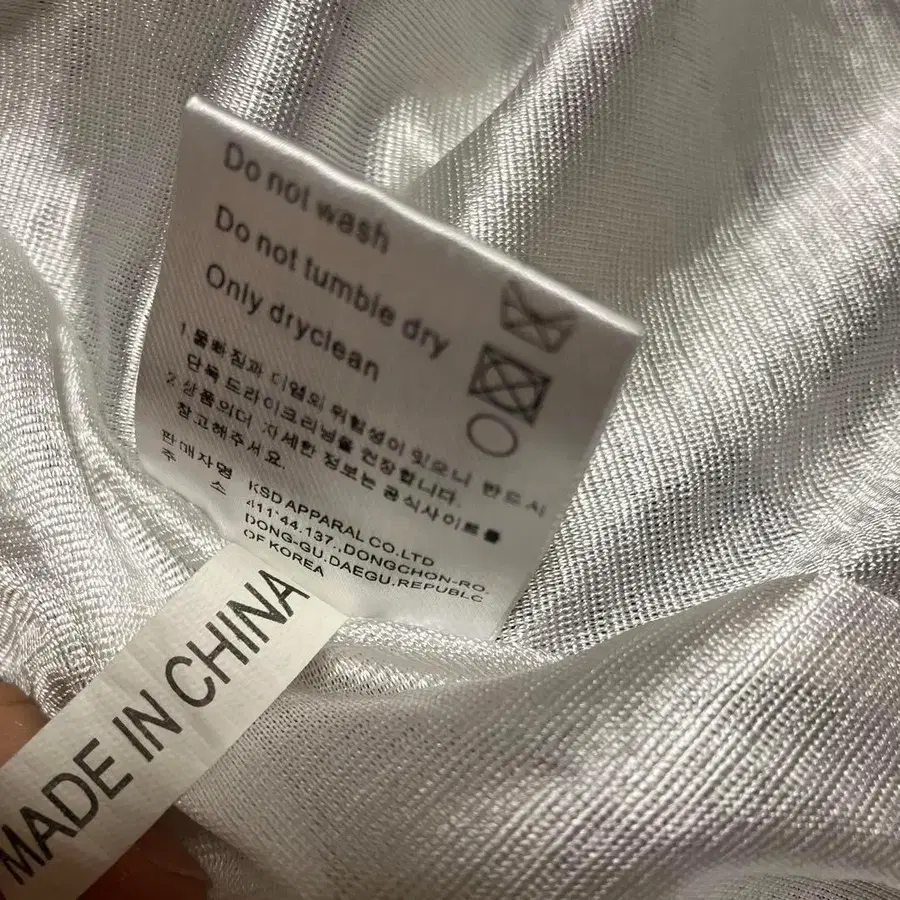 Do not wash
Do not tumble dry
Only dryclean
1.물빠짐과 이염의 위험성이 있으니 반드시
단독 드라이크리닝을 권장합니다.
2.상품의더 자세한 정보는 공식사이트를
참고해주서요.
판매자명 KSD APPARAL CO.LTD
주 소 411*44.137.,DONGCHON-RO.
DONG-GU.DAEGU.REPUBLC
OF KOREA
MADE IN CHINA